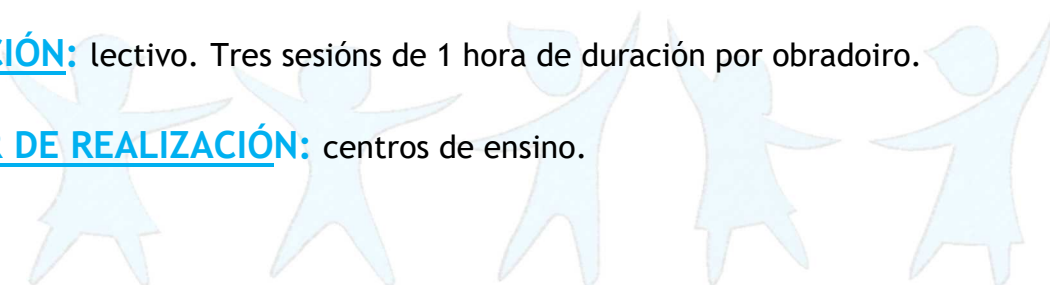 CIÓN: lectivo. Tres sesións de 1 hora de duración por obradoiro.
R DE REALIZACIÓN: centros de ensino.